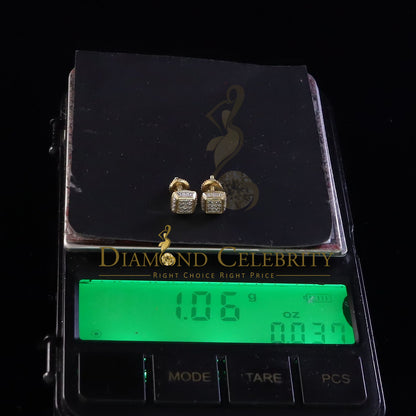 DIAMOND CELEBRITY
RIGHT CHOICE RIGHT PRICE
1.06 g
oz
0.037
MODE TARE PCS